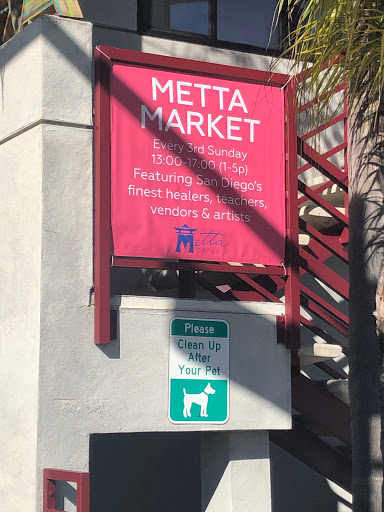 METTA
MARKET
Every 3rd Sunday
13:00-17:00 (1-5p)
Featuring San Diego's
finest healers, teachers,
vendors & artists
Metta
Please
Clean Up
After
Your Pet